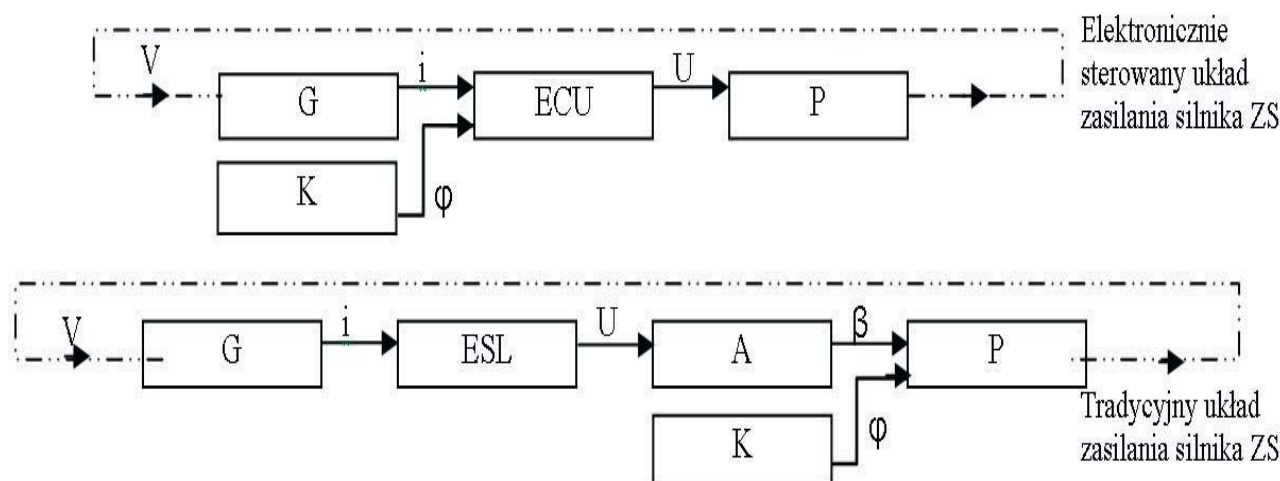 V
G
i
ECU
U
P
K
φ
Elektronicznie
sterowany układ
zasilania silnika ZS
V
G
i
ESL
U
A
β
P
K
φ
Tradycyjny układ
zasilania silnika ZS